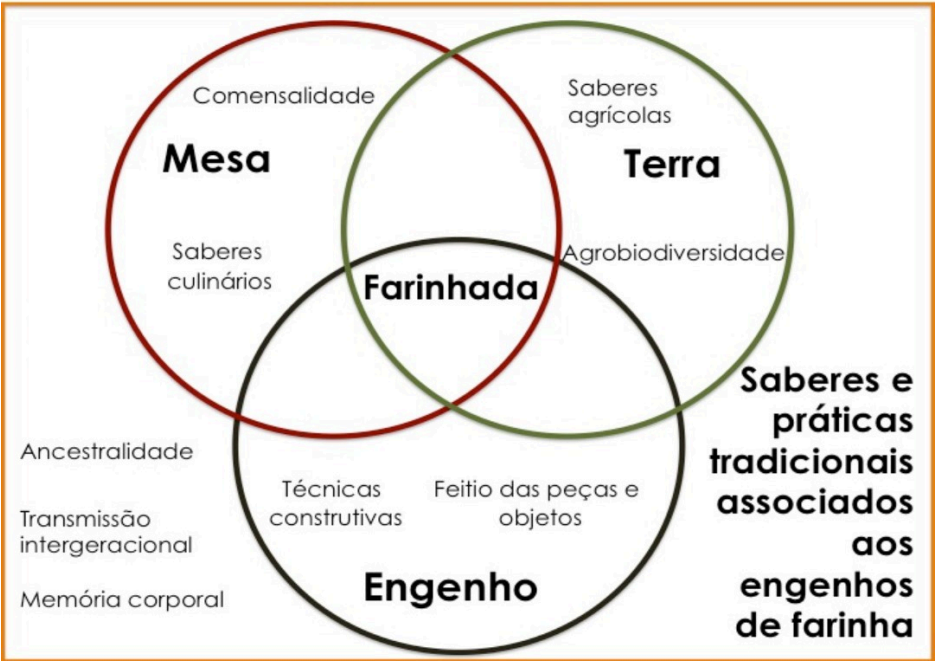 Comensalidade
Mesa
Saberes
culinários
Saberes
agrícolas
Terra
Agrobiodiversidade
Farinhada
Técnicas
construtivas
Feitio das peças e
objetos
Engenho
Ancestralidade
Transmissão
intergeracional
Memória corporal
Saberes e
práticas
tradicionais
associados
aos
engenhos
de farinha